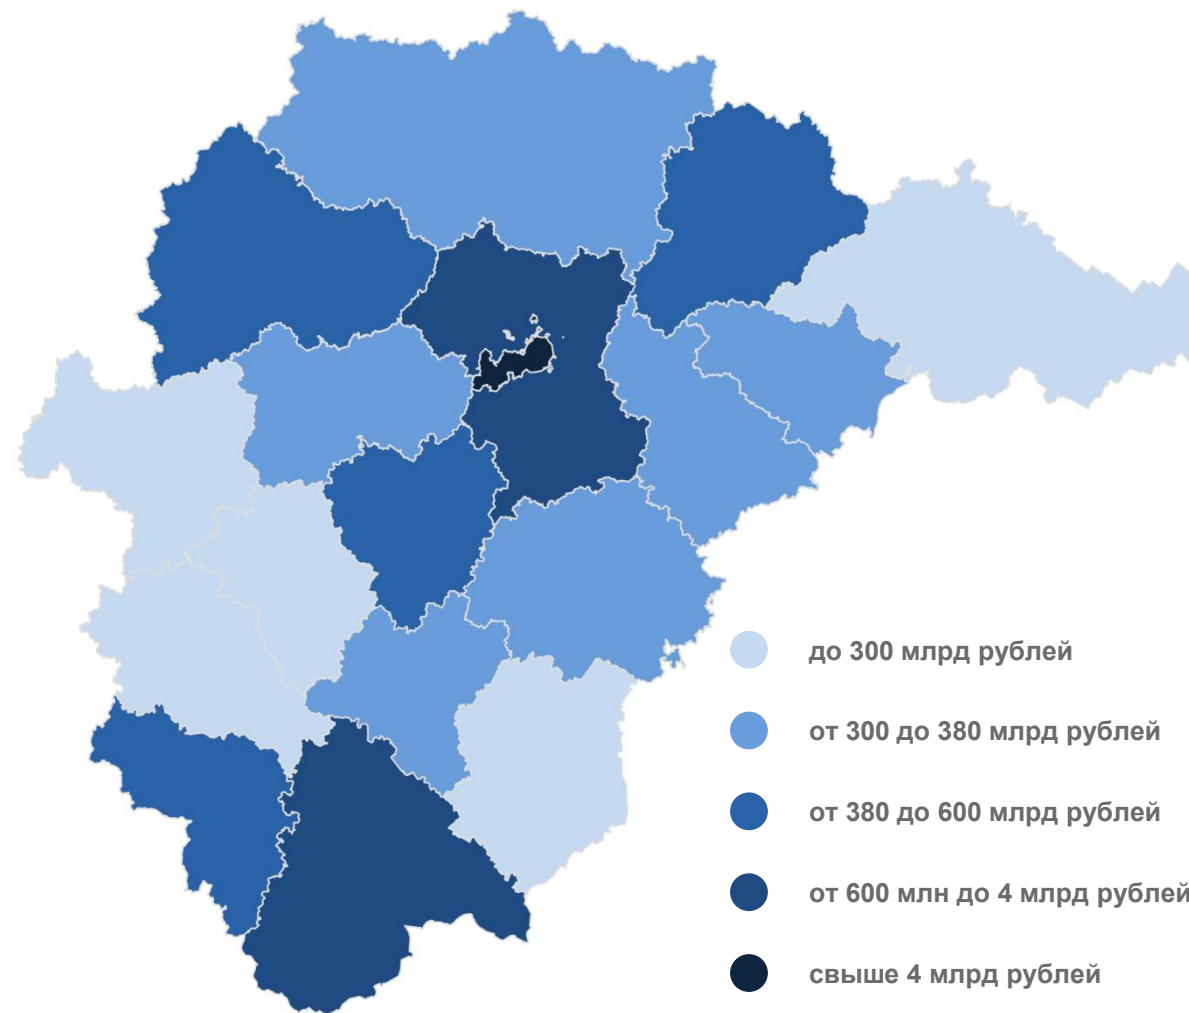 до 300 млрд рублей
от 300 до 380 млрд рублей
от 380 до 600 млрд рублей
от 600 млн до 4 млрд рублей
свыше 4 млрд рублей